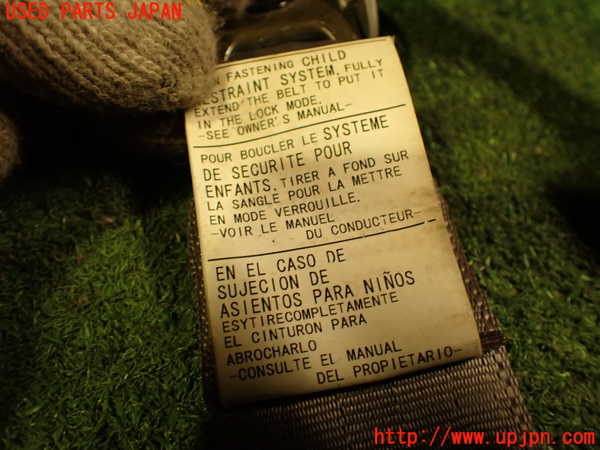 USED PARTS JAPAN
FASTENING CHILD
RESTRAINT SYSTEM, FULLY
EXTEND THE BELT TO PUT IT
IN THE LOCK MODE.
-SEE OWNER'S MANUAL-
POUR BOUCLER LE SYSTEME
DE SECURITE POUR
ENFANTS, TIRER A FOND SUR
LA SANGLE POUR LA METTRE
EN MODE VERROUILLE.
-VOIR LE MANUEL
DU CONDUCTEUR-
EN EL CASO DE
SUJECION DE
ASIENTOS PARA NIÑOS
ESYTIRECOMPLETAMENTE
EL CINTURON PARA
ABROCHARLO
-CONSULTE EL MANUAL
DEL PROPIETARIO-
http://www.upjpn.com/